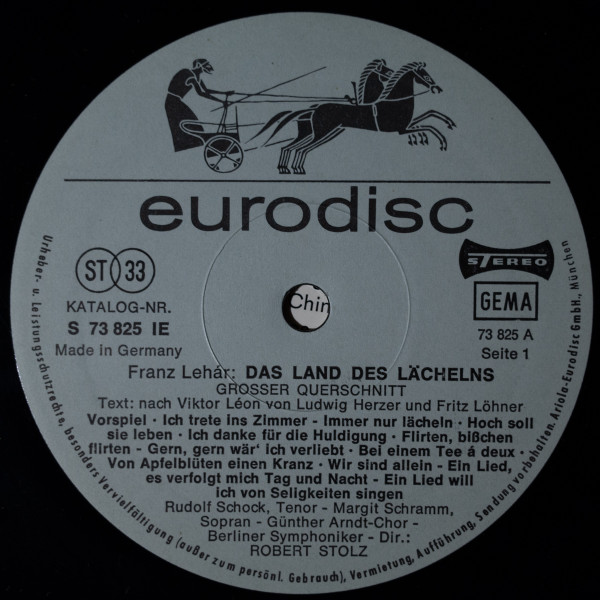 eurodisc
ST 33
STEREO
KATALOG-NR.
GEMA
S 73 825 IE
73 825 A
Made in Germany
Seite 1
Chin
Franz Lehár: DAS LAND DES LÄCHELNS
GROSSER QUERSCHNITT
Text: nach Viktor Léon von Ludwig Herzer und Fritz Löhner
Vorspiel · Ich trete ins Zimmer - Immer nur lächeln · Hoch soll
sie leben · Ich danke für die Huldigung · Flirten, bißchen
flirten - Gern, gern wär' ich verliebt · Bei einem Tee á deux ·
Von Apfelblüten einen Kranz · Wir sind allein - Ein Lied,
es verfolgt mich Tag und Nacht - Ein Lied will
ich von Seligkeiten singen
Rudolf Schock, Tenor - Margit Schramm,
Sopran - Günther Arndt-Chor -
Berliner Symphoniker - Dir.:
ROBERT STOLZ
Urheber- u. Leistungsschutzrechte, besonders Vervielfältigung (außer zum persönl. Gebrauch), Vermietung, Aufführung, Sendung vorbehalten. Ariola-Eurodisc GmbH., München